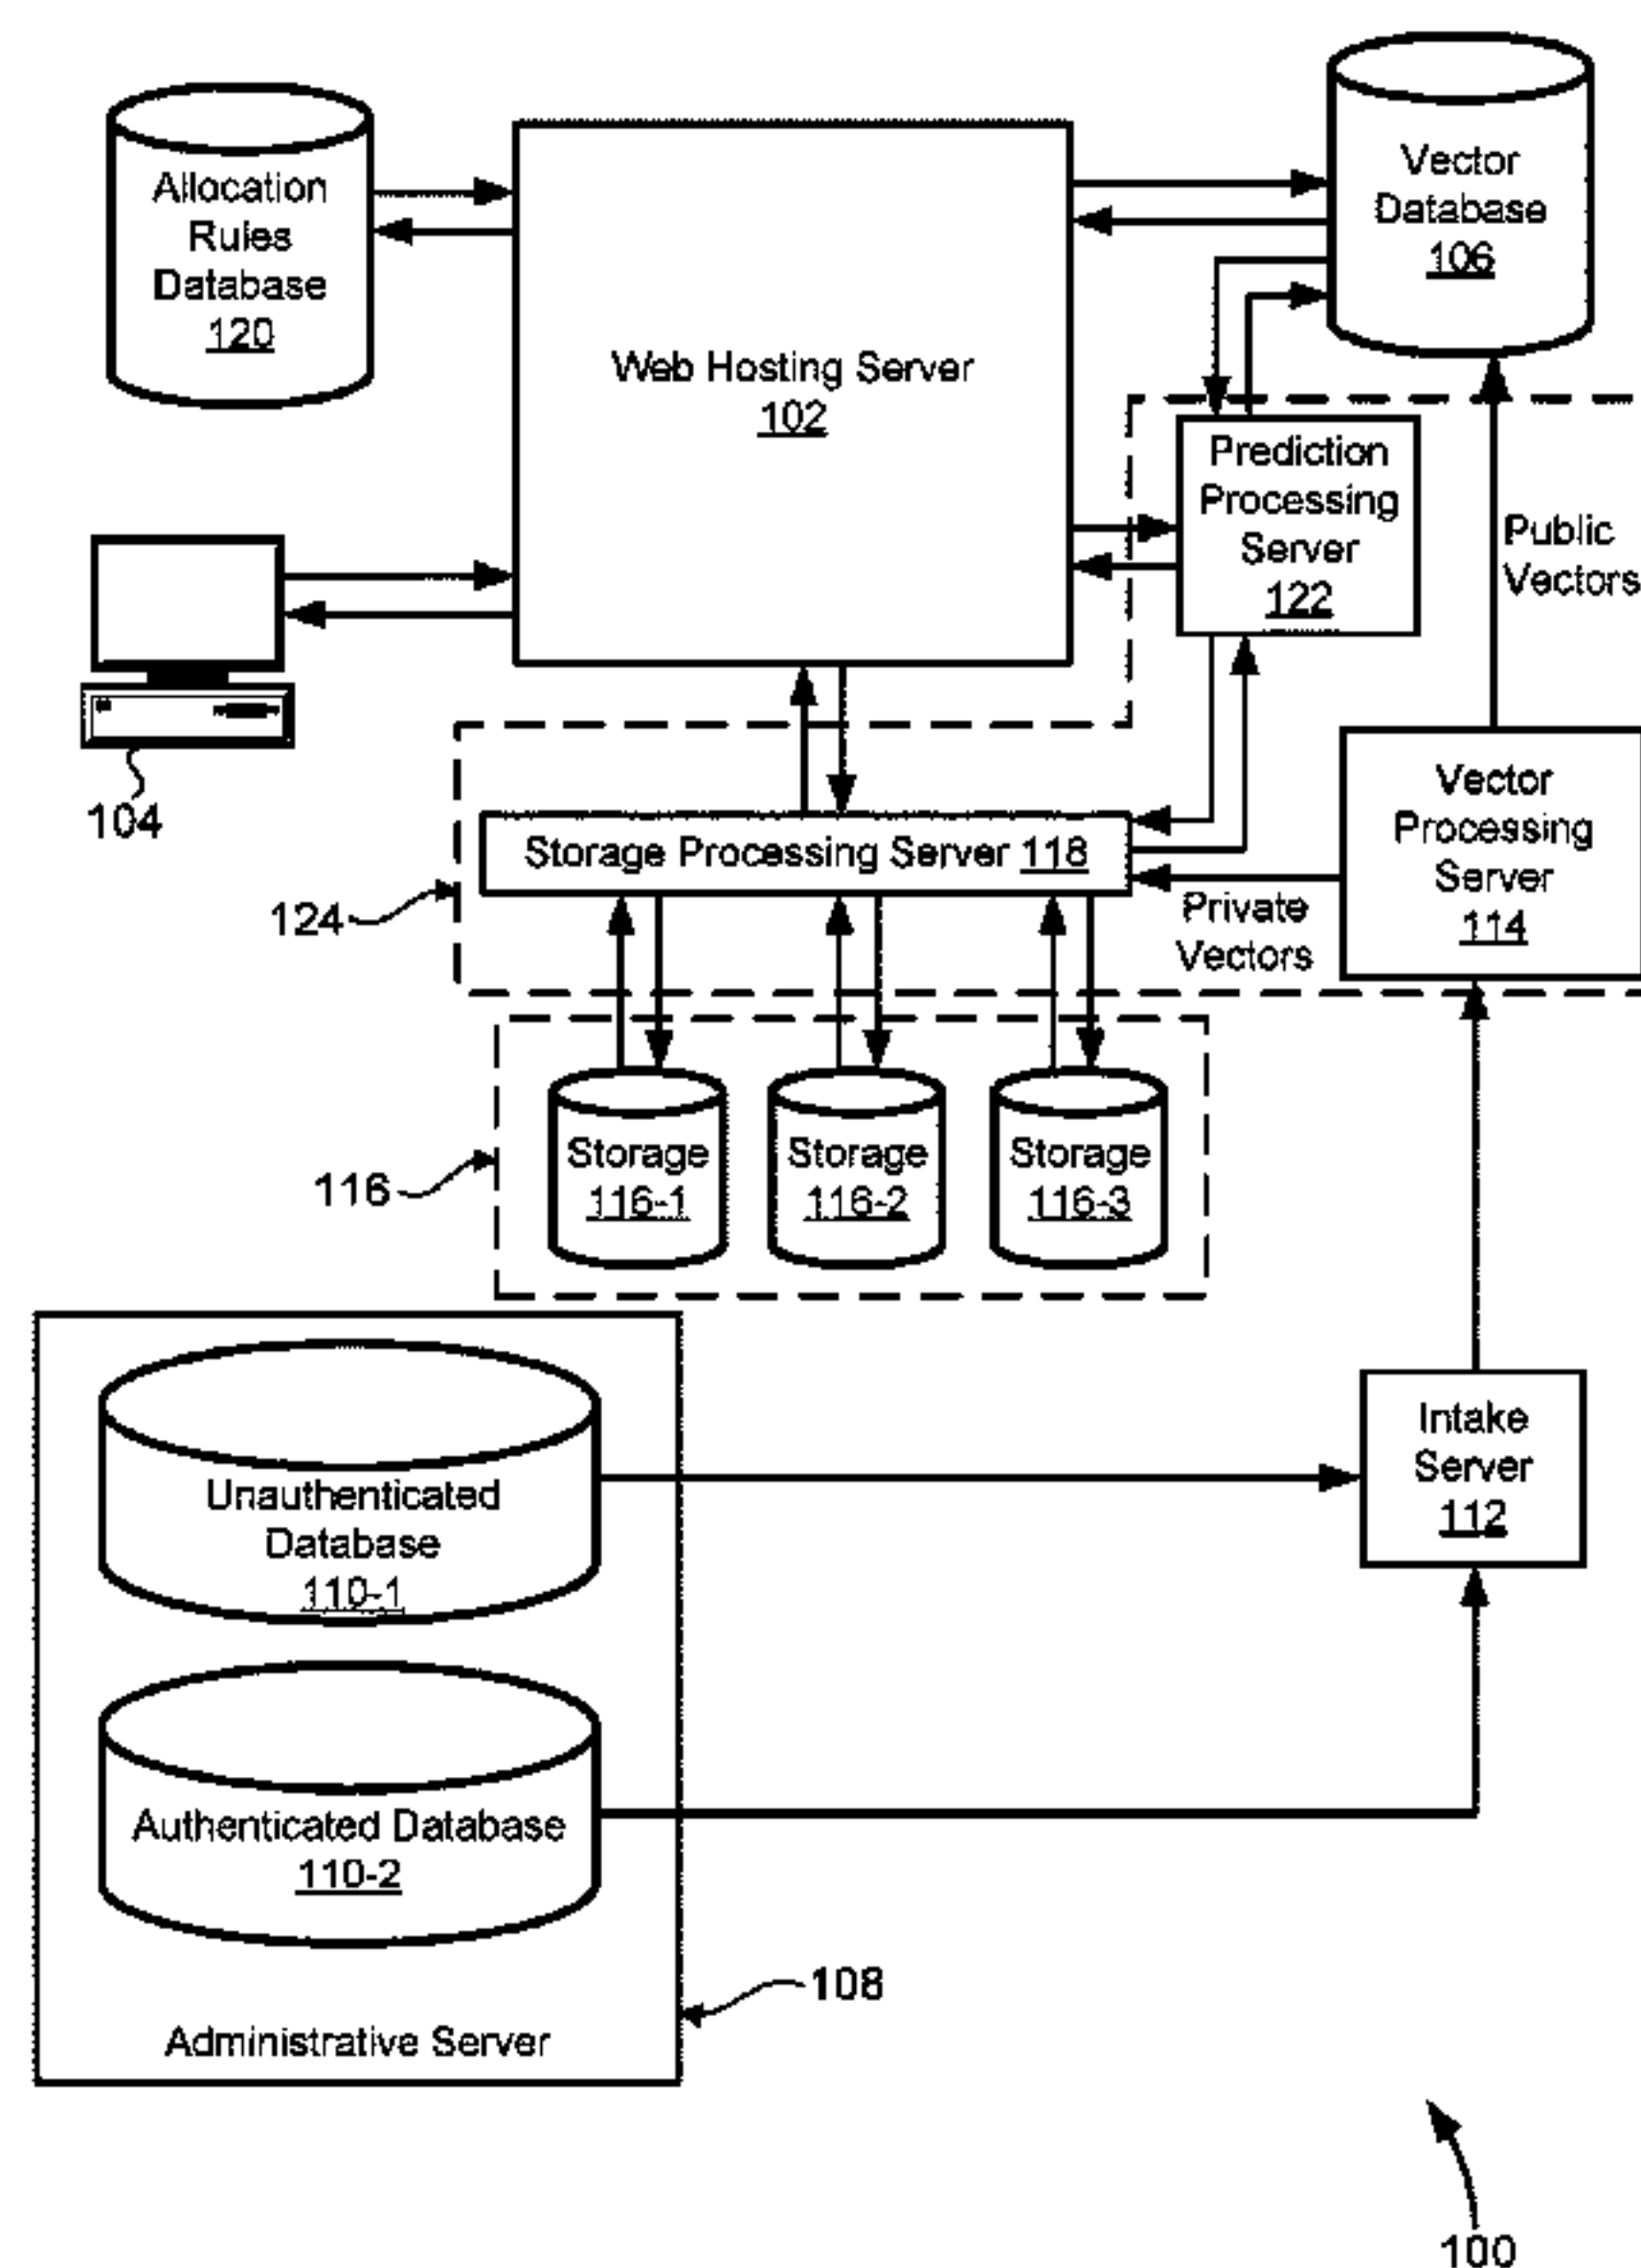 Allocation
Rules
Database
120
Web Hosting Server
102
Vector
Database
106
Prediction
Processing
Server
122
Public
Vectors
104
Storage Processing Server 118
Vector
Processing
Server
114
Private
Vectors
124
116
Storage
116-1
Storage
116-2
Storage
116-3
Unauthenticated
Database
110-1
Intake
Server
112
Authenticated Database
110-2
108
Administrative Server
100